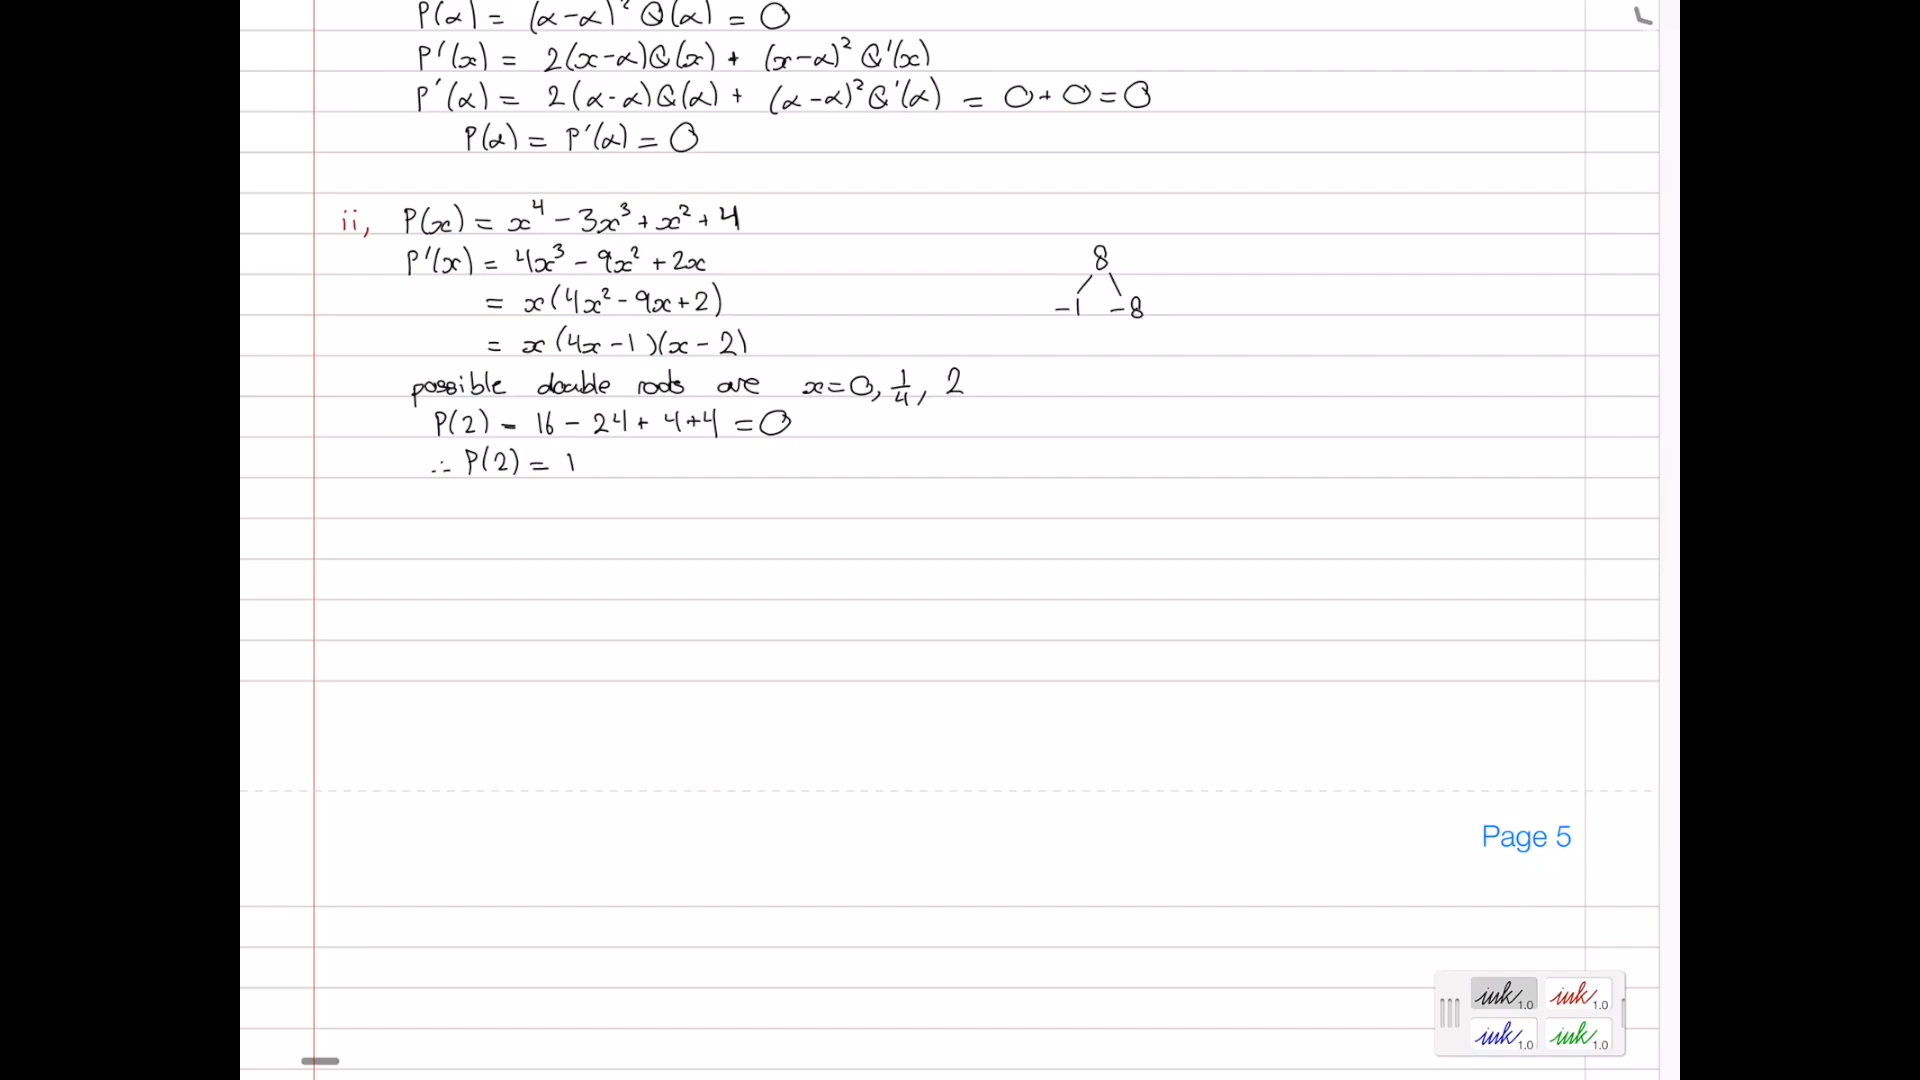 P(α) = (α-α)² Q(α) = 0
P'(x) = 2(x-α)Q(x) + (x-α)² Q'(x)
P'(α) = 2(α-α)Q(α) + (α-α)² Q'(α) = 0+0=0
P(α) = P'(α) = 0
ii, P(x) = x⁴ - 3x³ + x² + 4
P'(x) = 4x³ - 9x² + 2x
8
= x(4x² - 9x + 2)
-1 -8
= x(4x - 1)(x - 2)
possible double roots are x=0, 1/4, 2
P(2) = 16 - 24 + 4+4 = 0
∴ P(2) = 1
Page 5
ink 1.0 ink 1.0
ink 1.0 ink 1.0